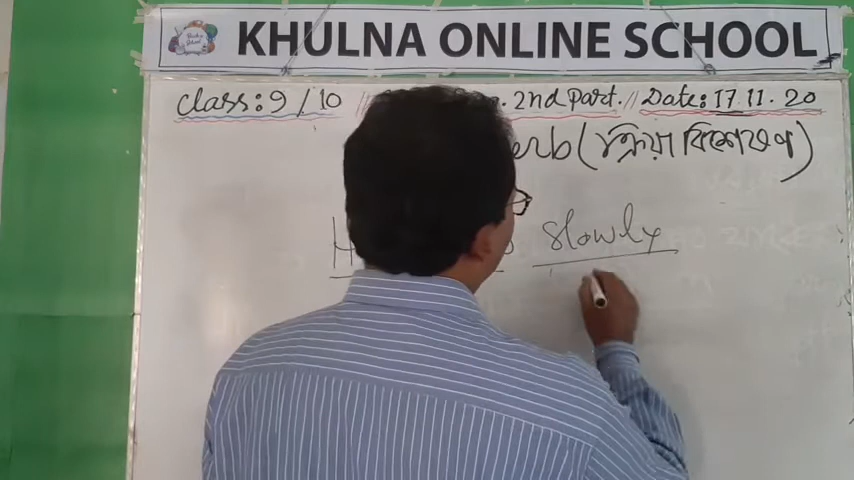 KHULNA ONLINE SCHOOL
Class: 9/10 // . 2nd Part. // Date: 17.11.20
erb (ক্রিয়া বিশেষণ)
H slowly